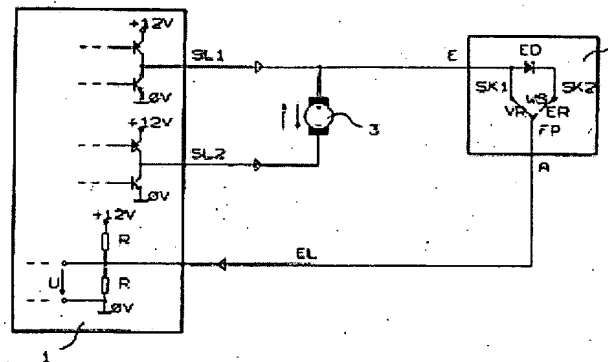 +12V
SL1
0V
+12V
SL2
0V
+12V
R
U
R
0V
EL
1
3
E
ED
SK1
SK2
WS
VR
ER
FP
A